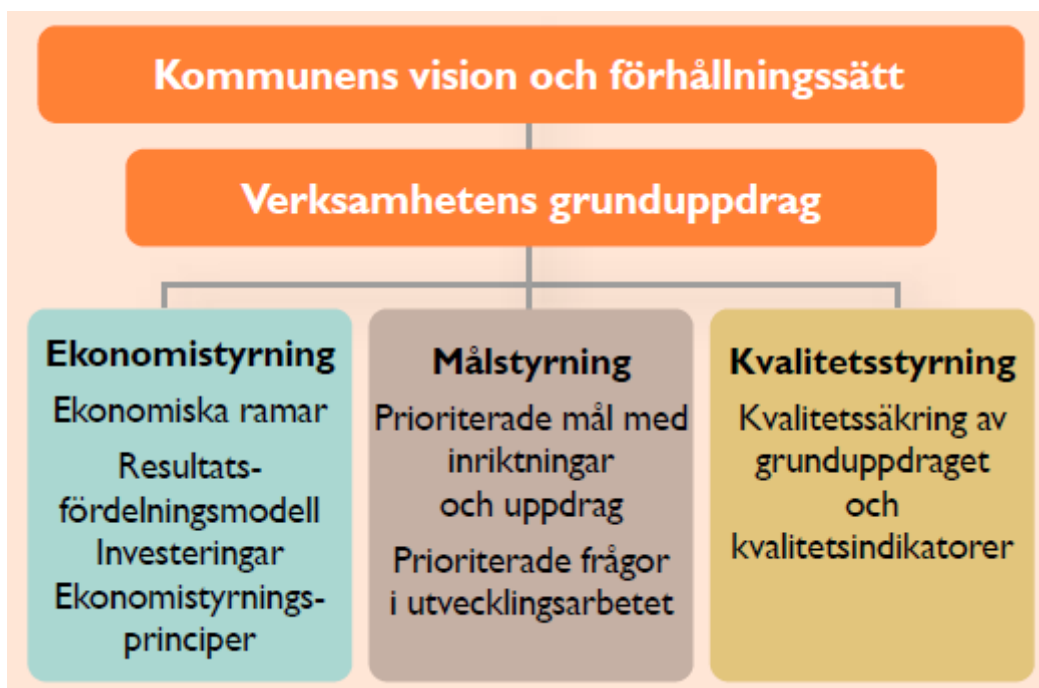 Kommunens vision och förhållningssätt
Verksamhetens grunduppdrag
Ekonomistyrning
Ekonomiska ramar
Resultats-
fördelningsmodell
Investeringar
Ekonomistyrnings-
principer
Målstyrning
Prioriterade mål med
inriktningar
och uppdrag
Prioriterade frågor
i utvecklingsarbetet
Kvalitetsstyrning
Kvalitetssäkring av
grunduppdraget
och
kvalitetsindikatorer